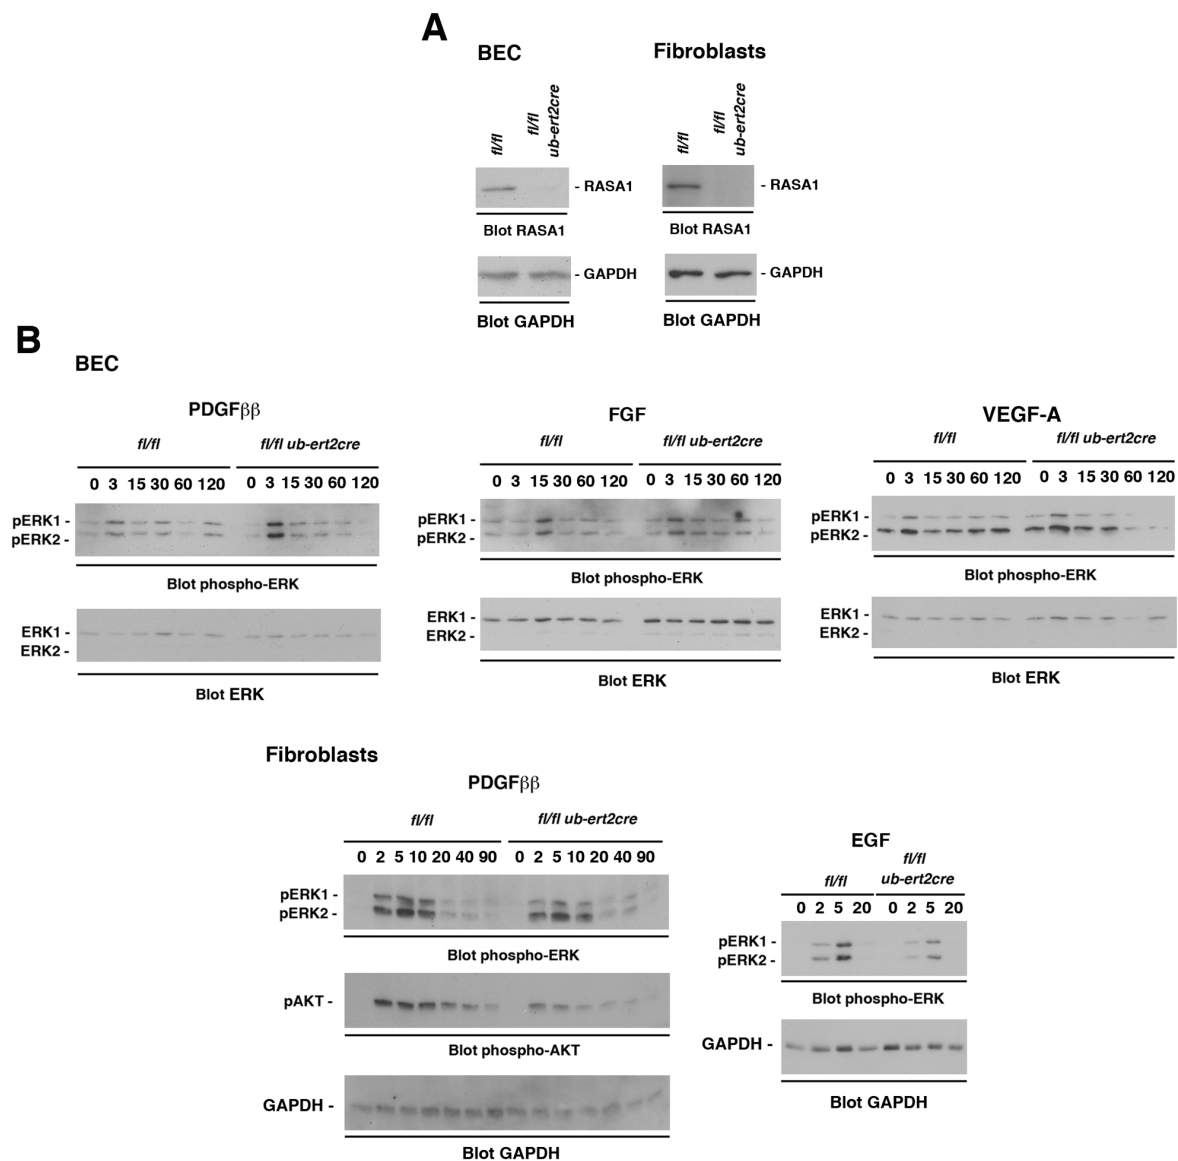 A
BEC
Fibroblasts
fl/fl
fl/fl
ub-ert2cre
fl/fl
fl/fl
ub-ert2cre
- RASA1
- RASA1
Blot RASA1
Blot RASA1
- GAPDH
- GAPDH
Blot GAPDH
Blot GAPDH
B
BEC
PDGFββ
fl/fl
fl/fl ub-ert2cre
0 3 15 30 60 120 0 3 15 30 60 120
pERK1 -
pERK2 -
Blot phospho-ERK
ERK1 -
ERK2 -
Blot ERK
FGF
fl/fl
fl/fl ub-ert2cre
0 3 15 30 60 120 0 3 15 30 60 120
pERK1 -
pERK2 -
Blot phospho-ERK
ERK1 -
ERK2 -
Blot ERK
VEGF-A
fl/fl
fl/fl ub-ert2cre
0 3 15 30 60 120 0 3 15 30 60 120
pERK1 -
pERK2 -
Blot phospho-ERK
ERK1 -
ERK2 -
Blot ERK
Fibroblasts
PDGFββ
fl/fl
fl/fl ub-ert2cre
0 2 5 10 20 40 90 0 2 5 10 20 40 90
pERK1 -
pERK2 -
Blot phospho-ERK
pAKT -
Blot phospho-AKT
GAPDH -
Blot GAPDH
EGF
fl/fl
fl/fl
ub-ert2cre
0 2 5 20 0 2 5 20
pERK1 -
pERK2 -
Blot phospho-ERK
GAPDH -
Blot GAPDH